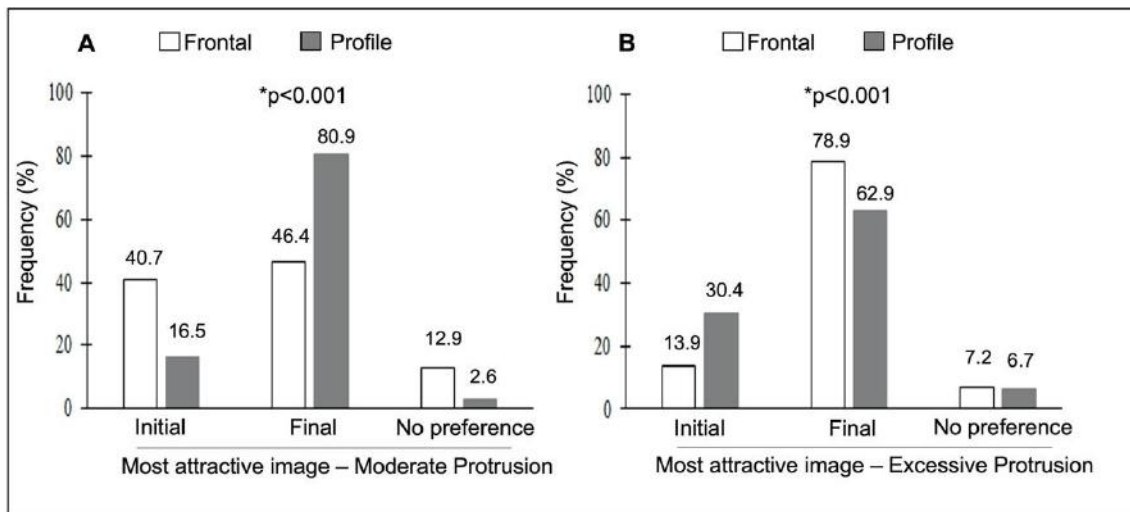 A
Frontal
Profile
*p<0.001
Frequency (%)
100
80
60
40
20
0
40.7
16.5
46.4
80.9
12.9
2.6
Initial
Final
No preference
Most attractive image – Moderate Protrusion
B
Frontal
Profile
*p<0.001
Frequency (%)
100
80
60
40
20
0
13.9
30.4
78.9
62.9
7.2
6.7
Initial
Final
No preference
Most attractive image – Excessive Protrusion